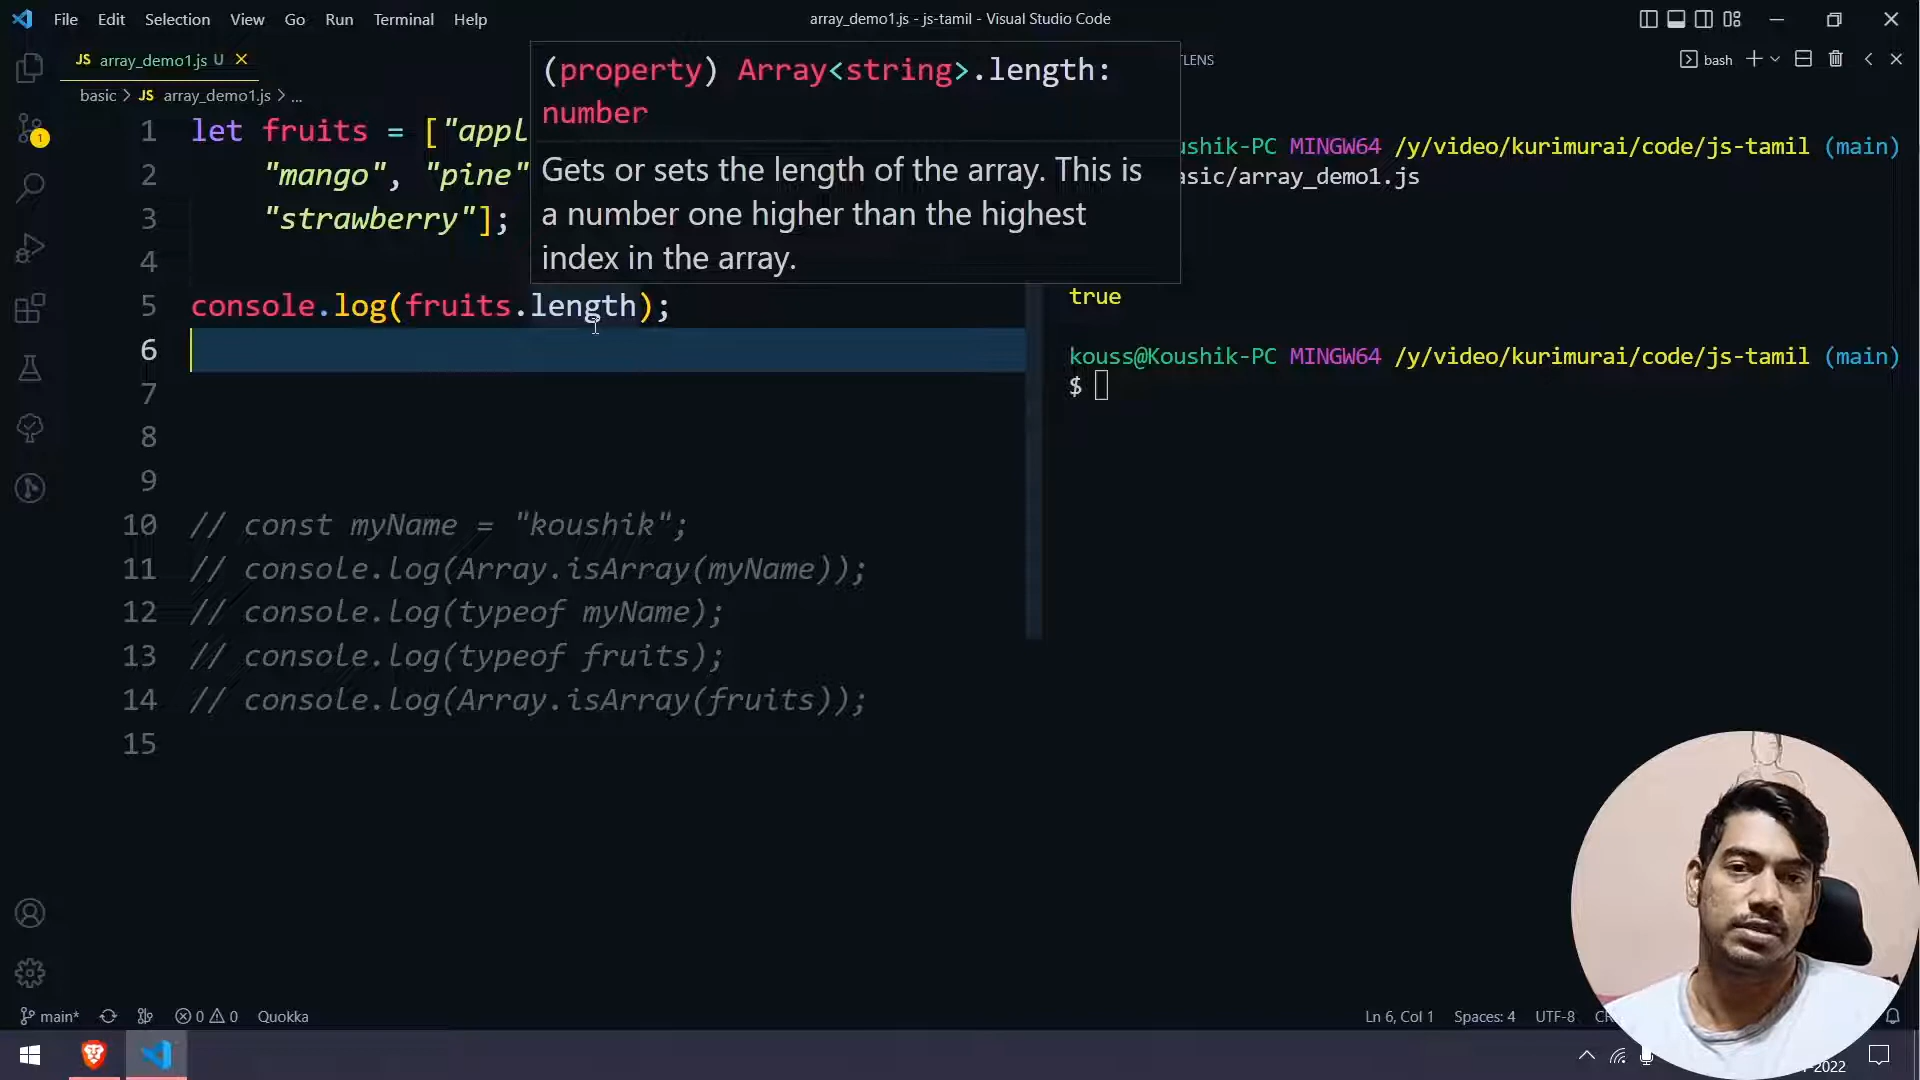 File Edit Selection View Go Run Terminal Help
array_demo1.js - js-tamil - Visual Studio Code
JS array_demo1.js U
bash
basic > JS array_demo1.js > ...
(property) Array<string>.length:
number
Gets or sets the length of the array. This is
a number one higher than the highest
index in the array.
1 let fruits = ["appl
2 "mango", "pine"
3 "strawberry"];
4
5 console.log(fruits.length);
6
7
8
9
10 // const myName = "koushik";
11 // console.log(Array.isArray(myName));
12 // console.log(typeof myName);
13 // console.log(typeof fruits);
14 // console.log(Array.isArray(fruits));
15
ushik-PC MINGW64 /y/video/kurimurai/code/js-tamil (main)
asic/array_demo1.js
true
kouss@Koushik-PC MINGW64 /y/video/kurimurai/code/js-tamil (main)
$
1
main* 0 0 Quokka
Ln 6, Col 1 Spaces: 4 UTF-8
-2022